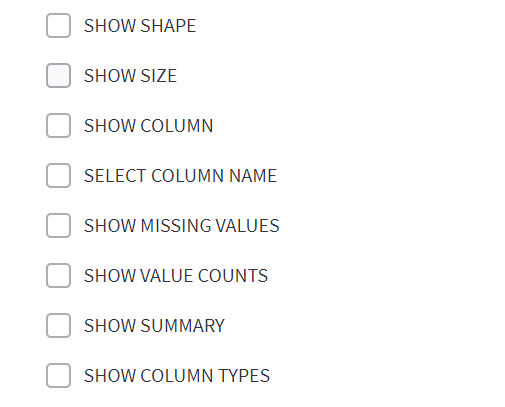 SHOW SHAPE
SHOW SIZE
SHOW COLUMN
SELECT COLUMN NAME
SHOW MISSING VALUES
SHOW VALUE COUNTS
SHOW SUMMARY
SHOW COLUMN TYPES